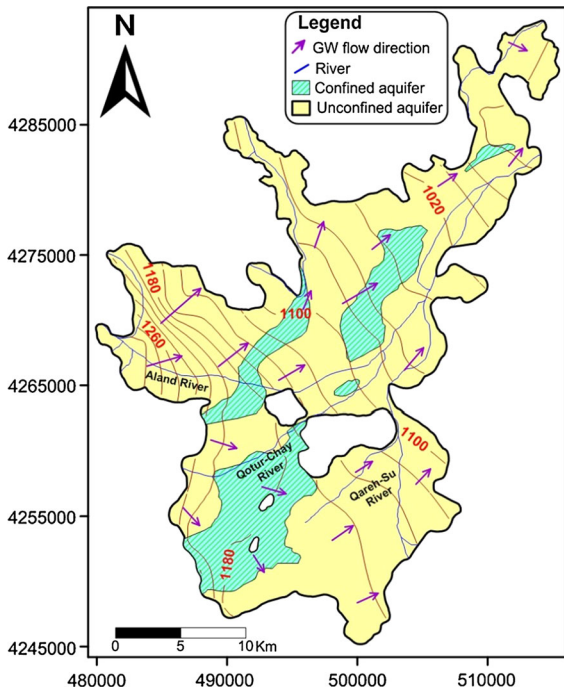 N
Legend
GW flow direction
River
Confined aquifer
Unconfined aquifer
4285000
4275000
4265000
4255000
4245000
1020
1180
1260
1100
Aland River
1100
Qotur-Chay
River
Qareh-Su
River
1180
0
5
10 Km
480000
490000
500000
510000